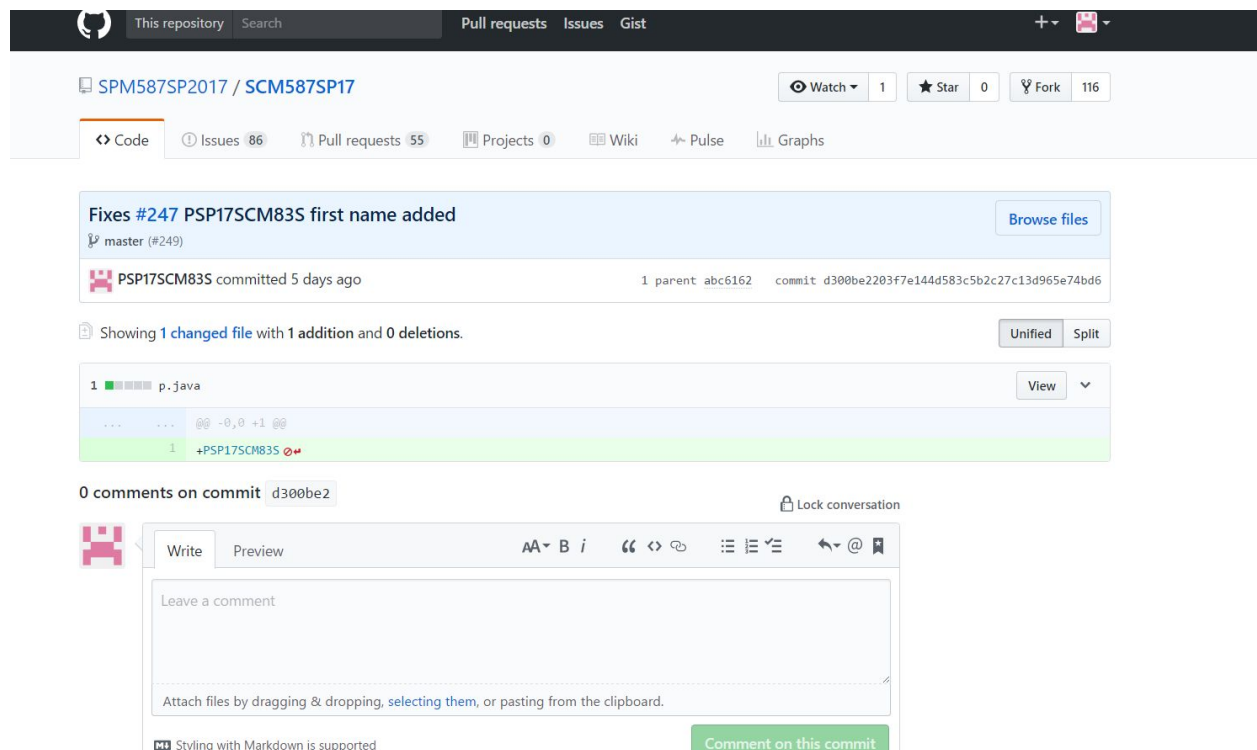 This repository Search Pull requests Issues Gist
SPM587SP2017 / SCM587SP17 Watch 1 Star 0 Fork 116
Code Issues 86 Pull requests 55 Projects 0 Wiki Pulse Graphs
Fixes #247 PSP17SCM83S first name added Browse files
master (#249)
PSP17SCM83S committed 5 days ago 1 parent abc6162 commit d300be2203f7e144d583c5b2c27c13d965e74bd6
Showing 1 changed file with 1 addition and 0 deletions. Unified Split
1 p.java View
... ... @@ -0,0 +1 @@
1 +PSP17SCM83S
0 comments on commit d300be2 Lock conversation
Write Preview AA B i
Leave a comment
Attach files by dragging & dropping, selecting them, or pasting from the clipboard.
Styling with Markdown is supported Comment on this commit